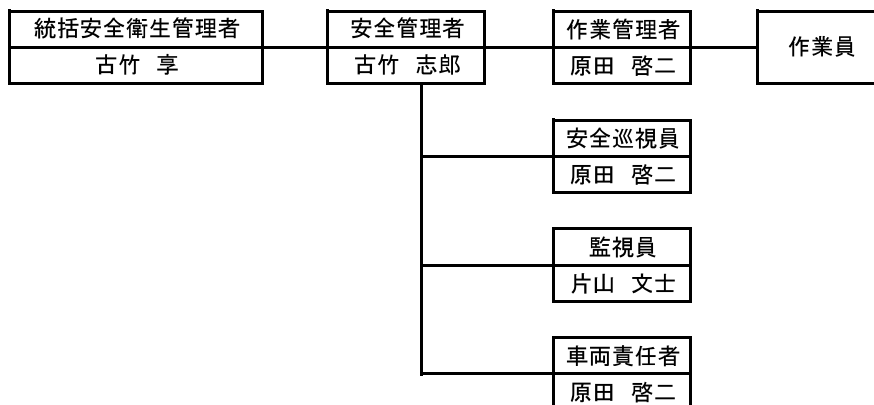 統括安全衛生管理者
古竹 享
安全管理者
古竹 志郎
作業管理者
原田 啓二
作業員
安全巡視員
原田 啓二
監視員
片山 文士
車両責任者
原田 啓二